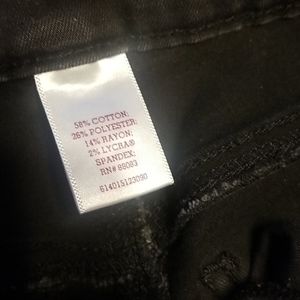 58% COTTON;
26% POLYESTER;
14% RAYON;
2% LYCRA®
SPANDEX;
RN# 88083
614015123090